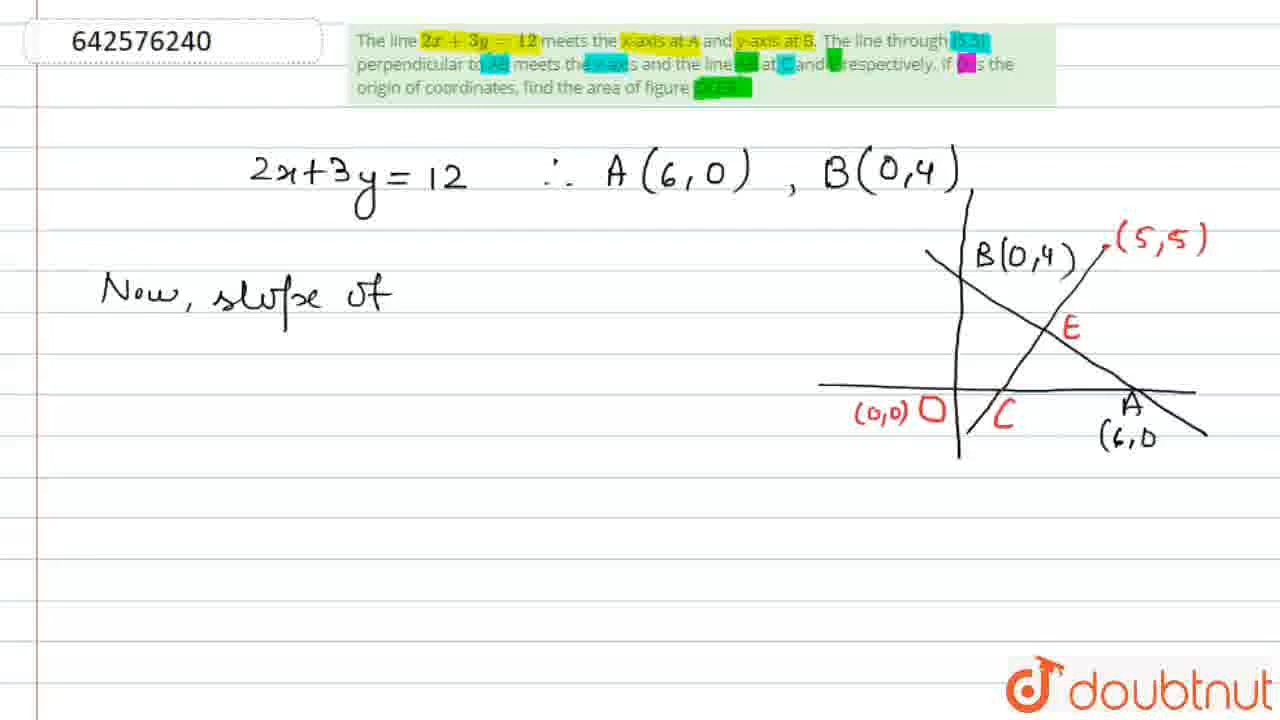 642576240
The line 2x + 3y = 12 meets the x-axis at A and y-axis at B. The line through (5,5)
perpendicular to AB meets the x-axis and the line AB at C and E respectively. If O is the
origin of coordinates, find the area of figure
2x+3y = 12 ∴ A(6,0) , B(0,4)
B(0,4) (5,5)
Now, slope of
E
(0,0) O C A
(6,0
doubtnut